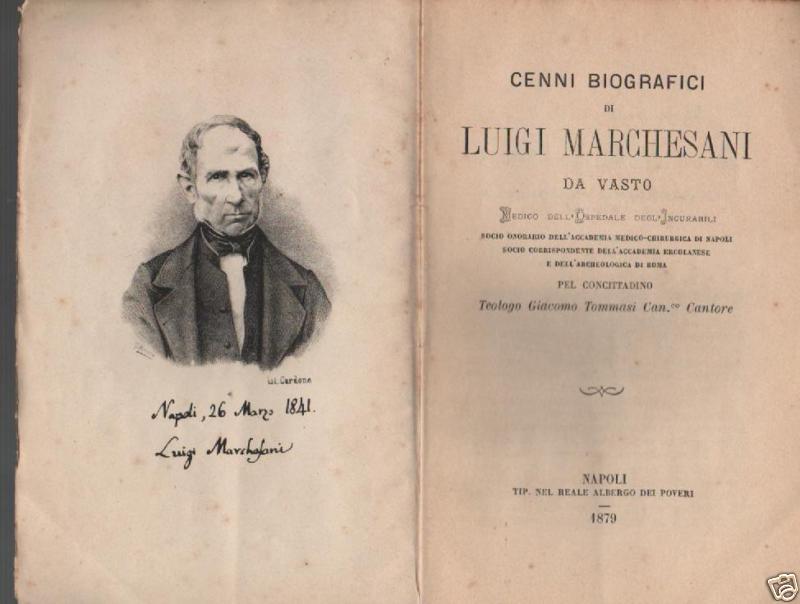 Lit. Cardone
Napoli, 26 Marzo 1841.
Luigi Marchesani
CENNI BIOGRAFICI
DI
LUIGI MARCHESANI
DA VASTO
MEDICO DELL'OSPEDALE DEGL'INCURABILI
SOCIO ONORARIO DELL'ACCADEMIA MEDICO-CHIRURGICA DI NAPOLI
SOCIO CORRISPONDENTE DELL'ACCADEMIA ERCOLANESE
E DELL'ARCHEOLOGICA DI ROMA
PEL CONCITTADINO
Teologo Giacomo Tommasi Can.co Cantore
NAPOLI
TIP. NEL REALE ALBERGO DEI POVERI
1879